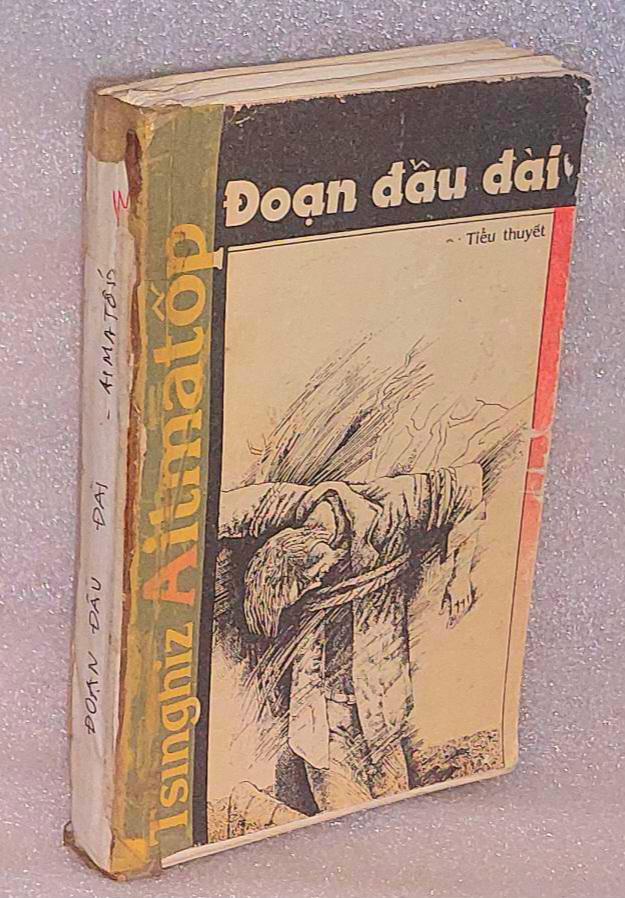 Đoạn đầu đài
Tiểu thuyết
Tsinghiz Aitmatốp
ĐOẠN ĐẦU ĐÀI - AIMATỐP